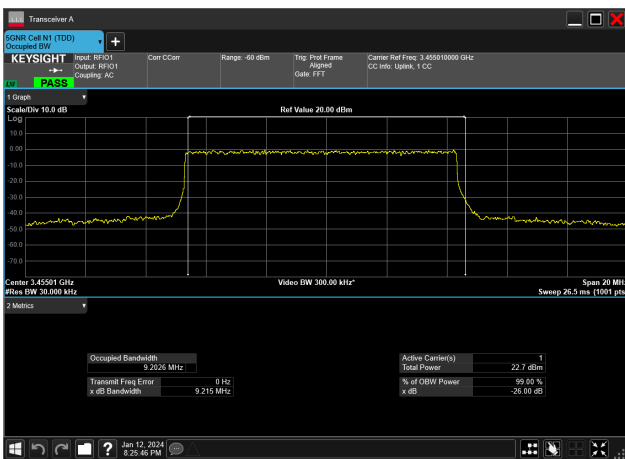 Transceiver A
5GNR Cell N1 (TDD)
Occupied BW
KEYSIGHT
PASS
Input: RFIO1
Output: RFIO1
Coupling: AC
Corr CCorr
Range: -60 dBm
Trig: Prot Frame
Aligned
Gate: FFT
Carrier Ref Freq: 3.455010000 GHz
CC Info: Uplink, 1 CC
1 Graph
Scale/Div 10.0 dB
Ref Value 20.00 dBm
Log
10.0
0.00
-10.0
-20.0
-30.0
-40.0
-50.0
-60.0
-70.0
Center 3.45501 GHz
Video BW 300.00 kHz*
Span 20 MHz
#Res BW 30.000 kHz
Sweep 26.5 ms (1001 pts
2 Metrics
Occupied Bandwidth
9.2026 MHz
Transmit Freq Error 0 Hz
x dB Bandwidth 9.215 MHz
Active Carrier(s) 1
Total Power 22.7 dBm
% of OBW Power 99.00 %
x dB -26.00 dB
Jan 12, 2024
8:25:46 PM